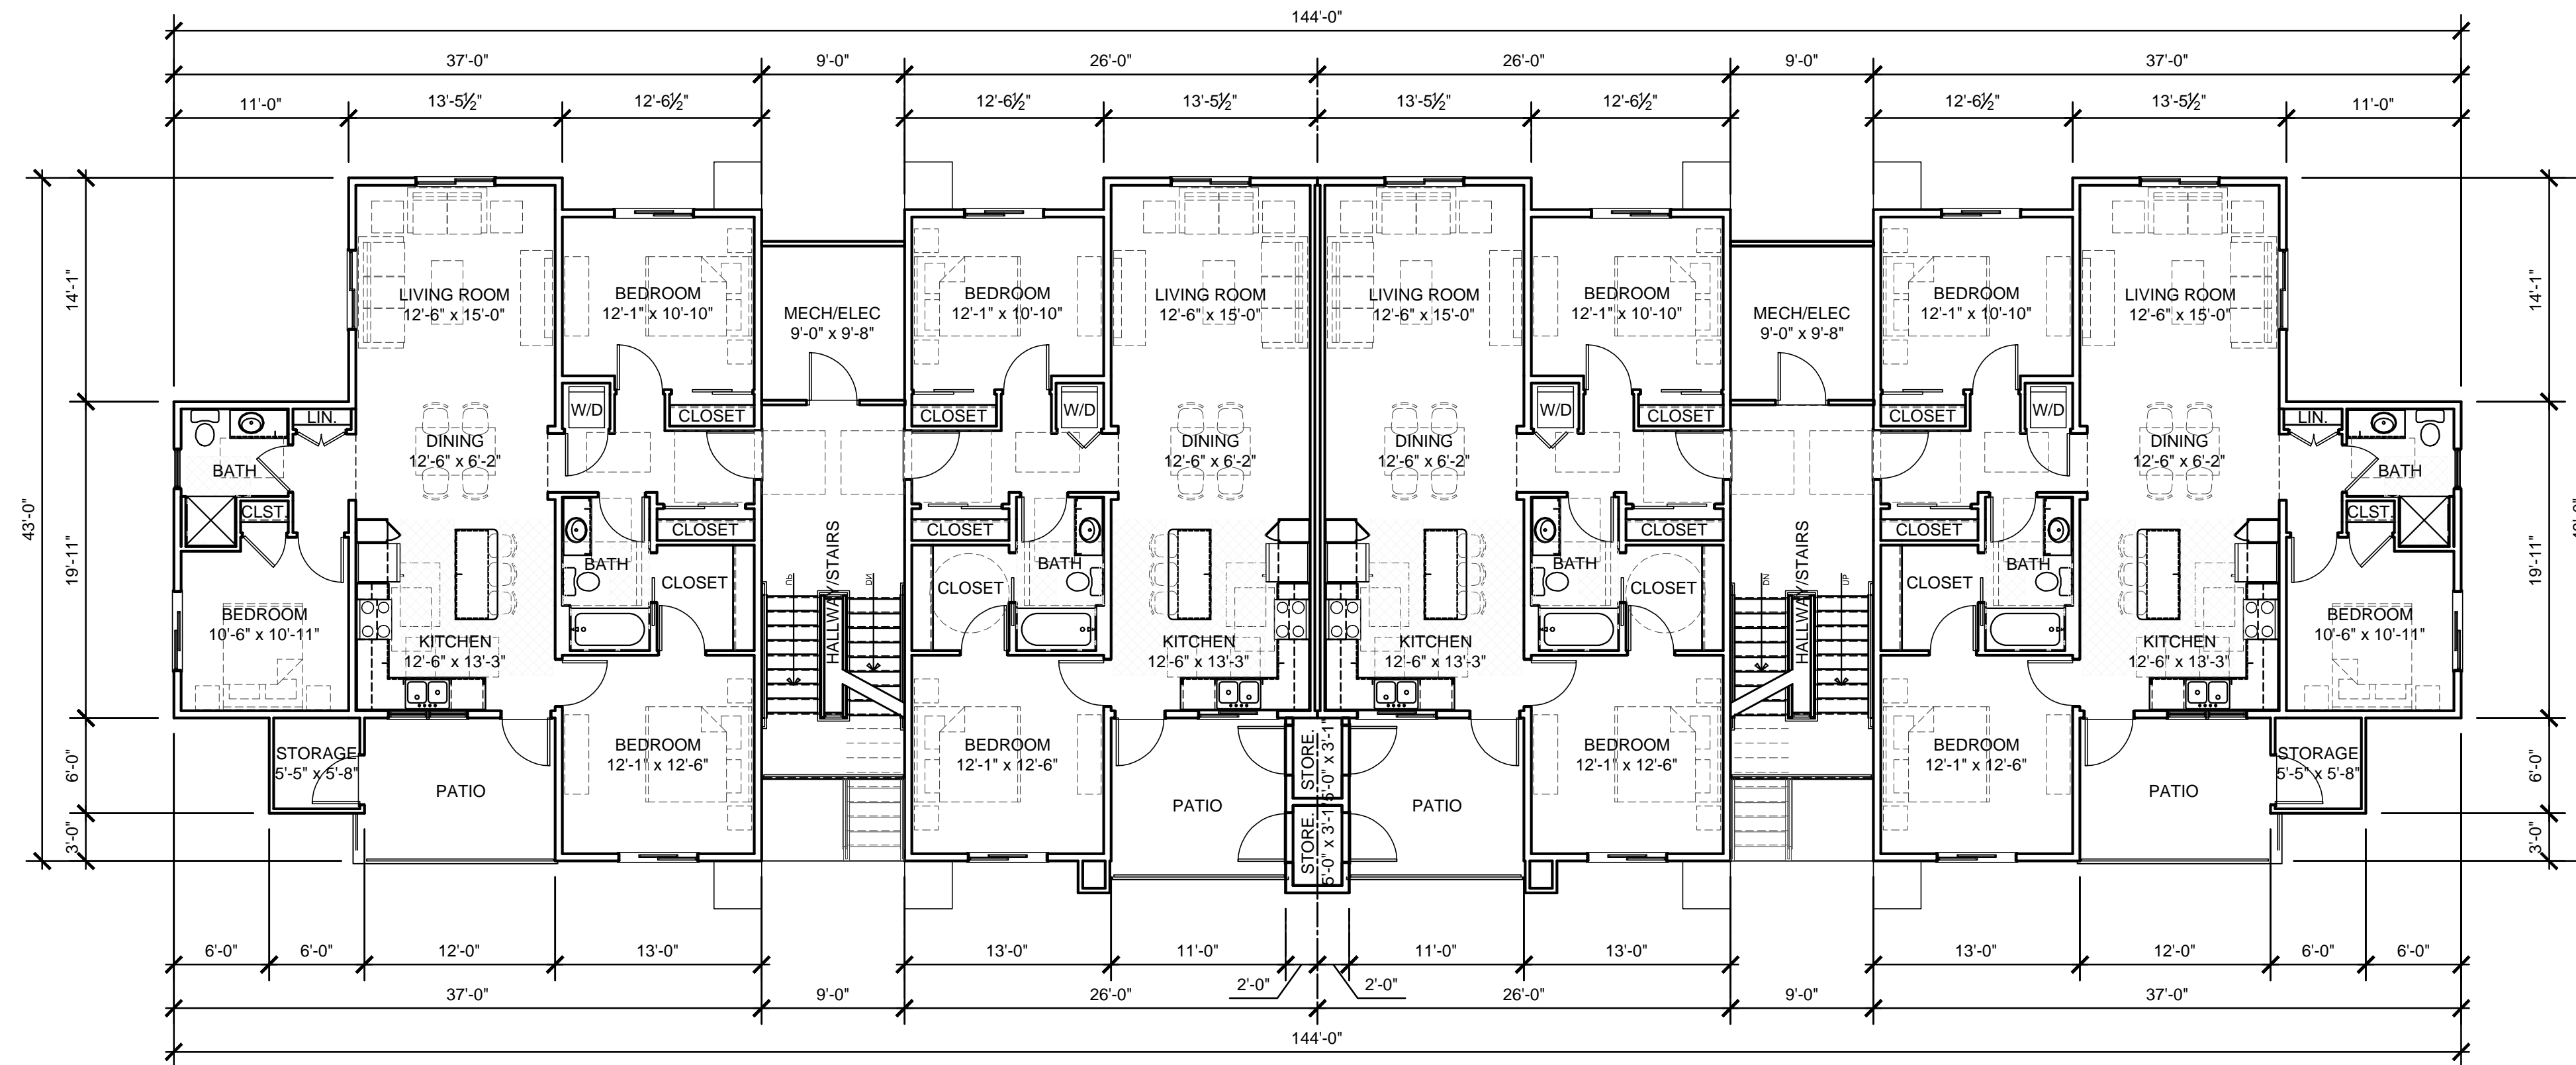 144'-0"
37'-0" 9'-0" 26'-0" 26'-0" 9'-0" 37'-0"
11'-0" 13'-5½" 12'-6½" 12'-6½" 13'-5½" 13'-5½" 12'-6½" 12'-6½" 13'-5½" 11'-0"
43'-0"
14'-1"
19'-11"
6'-0"
3'-0"
LIVING ROOM
12'-6" x 15'-0"
BEDROOM
12'-1" x 10'-10"
MECH/ELEC
9'-0" x 9'-8"
BEDROOM
12'-1" x 10'-10"
LIVING ROOM
12'-6" x 15'-0"
LIVING ROOM
12'-6" x 15'-0"
BEDROOM
12'-1" x 10'-10"
MECH/ELEC
9'-0" x 9'-8"
BEDROOM
12'-1" x 10'-10"
LIVING ROOM
12'-6" x 15'-0"
14'-1"
19'-11"
6'-0"
3'-0"
LIN.
W/D
CLOSET
CLOSET
W/D
W/D
CLOSET
CLOSET
W/D
LIN.
BATH
DINING
12'-6" x 6'-2"
DINING
12'-6" x 6'-2"
DINING
12'-6" x 6'-2"
DINING
12'-6" x 6'-2"
BATH
CLST.
CLOSET
CLOSET
CLOSET
CLOSET
CLST.
BATH
CLOSET
UP
HALLWAY/STAIRS
DN
CLOSET
BATH
BATH
CLOSET
DN
HALLWAY/STAIRS
UP
CLOSET
BATH
BEDROOM
10'-6" x 10'-11"
KITCHEN
12'-6" x 13'-3"
KITCHEN
12'-6" x 13'-3"
KITCHEN
12'-6" x 13'-3"
KITCHEN
12'-6" x 13'-3"
BEDROOM
10'-6" x 10'-11"
STORAGE
5'-5" x 5'-8"
PATIO
BEDROOM
12'-1" x 12'-6"
BEDROOM
12'-1" x 12'-6"
PATIO
STORE.
5'-0" x 3'-1"
STORE.
5'-0" x 3'-1"
PATIO
BEDROOM
12'-1" x 12'-6"
BEDROOM
12'-1" x 12'-6"
PATIO
STORAGE
5'-5" x 5'-8"
6'-0" 6'-0" 12'-0" 13'-0" 13'-0" 11'-0" 11'-0" 13'-0" 13'-0" 12'-0" 6'-0" 6'-0"
2'-0" 2'-0"
37'-0" 9'-0" 26'-0" 26'-0" 9'-0" 37'-0"
144'-0"